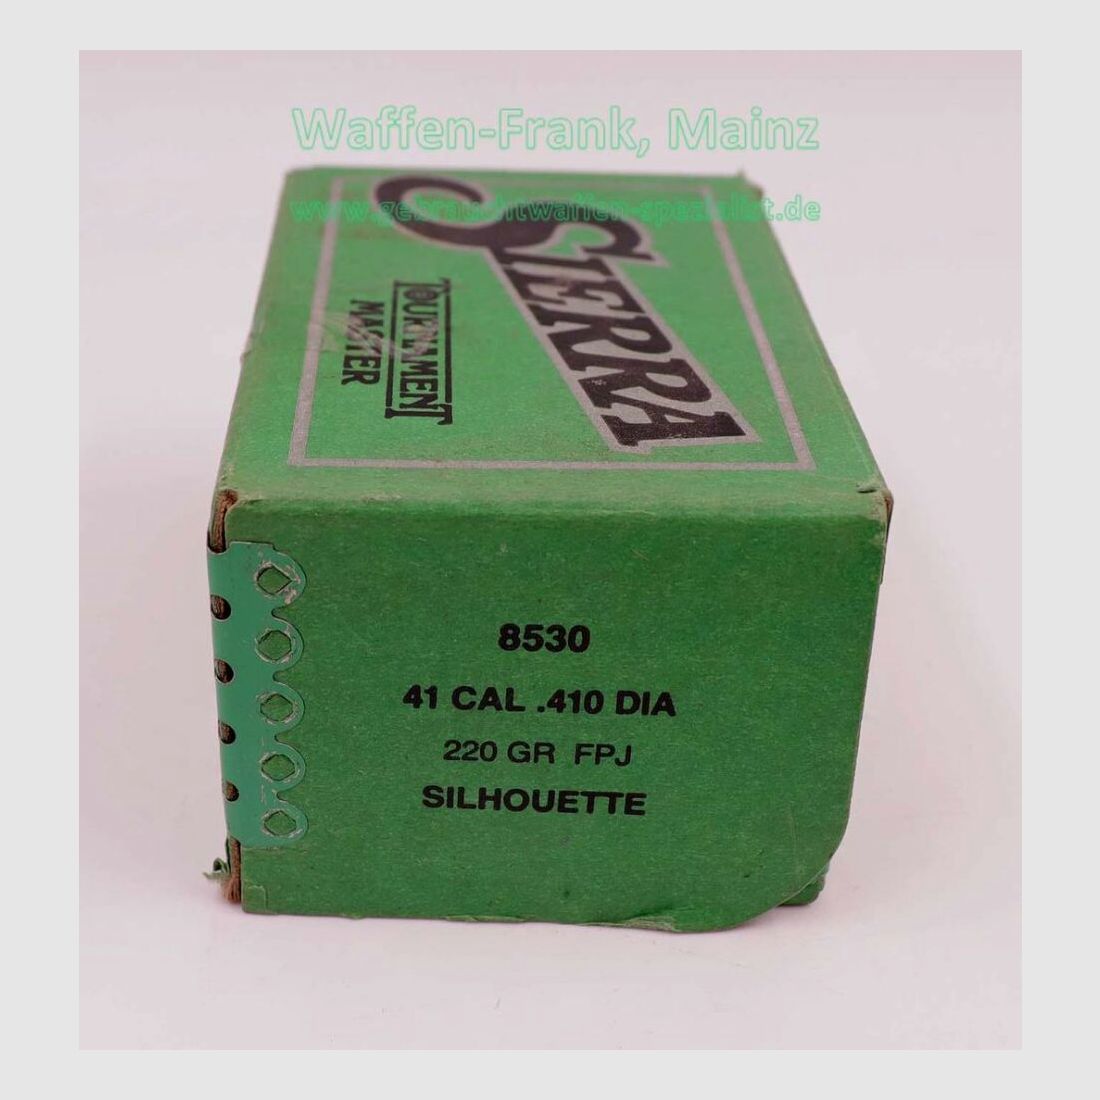 Waffen-Frank, Mainz
www.gebrauchtwaffen-spezialist.de
SIERRA
TOURNAMENT
MASTER
8530
41 CAL .410 DIA
220 GR FPJ
SILHOUETTE